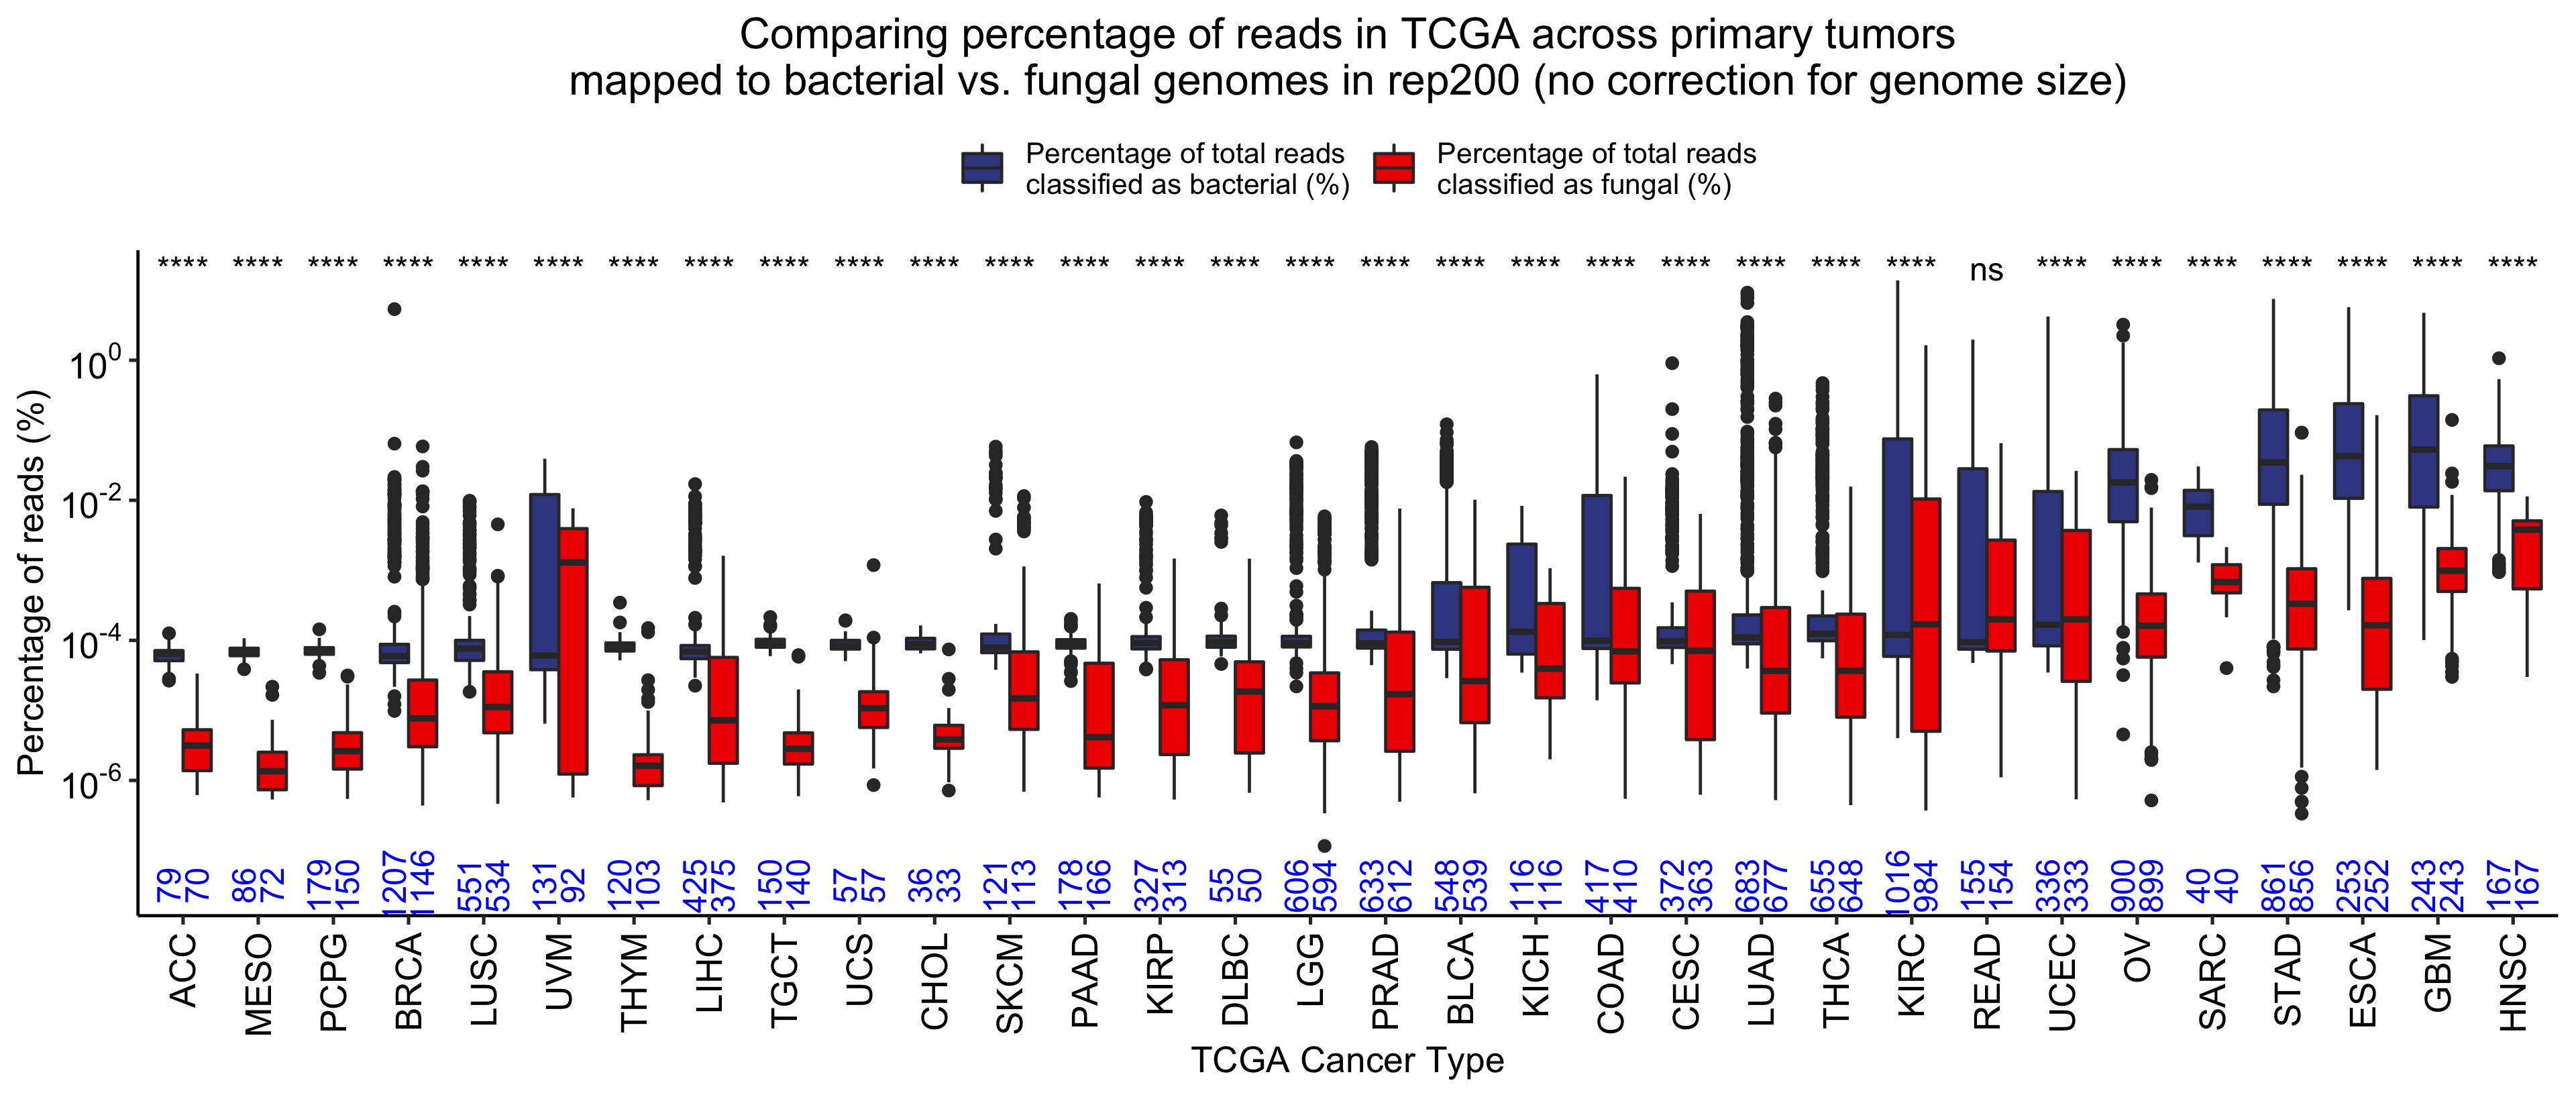 Comparing percentage of reads in TCGA across primary tumors
mapped to bacterial vs. fungal genomes in rep200 (no correction for genome size)
Percentage of total reads
classified as bacterial (%)
Percentage of total reads
classified as fungal (%)
**** **** **** **** **** **** **** **** **** **** **** **** **** **** **** **** **** **** **** **** **** **** **** **** ns **** **** **** **** **** **** ****
Percentage of reads (%)
10^0
10^-2
10^-4
10^-6
79 86 179 1207 551 131 120 425 150 57 36 121 178 327 55 606 633 548 116 417 372 683 655 1016 155 336 900 40 861 253 243 167
70 72 150 1146 534 92 103 375 140 57 33 113 166 313 50 594 612 539 116 410 363 677 648 984 154 333 899 40 856 252 243 167
ACC MESO PCPG BRCA LUSC UVM THYM LIHC TGCT UCS CHOL SKCM PAAD KIRP DLBC LGG PRAD BLCA KICH COAD CESC LUAD THCA KIRC READ UCEC OV SARC STAD ESCA GBM HNSC
TCGA Cancer Type